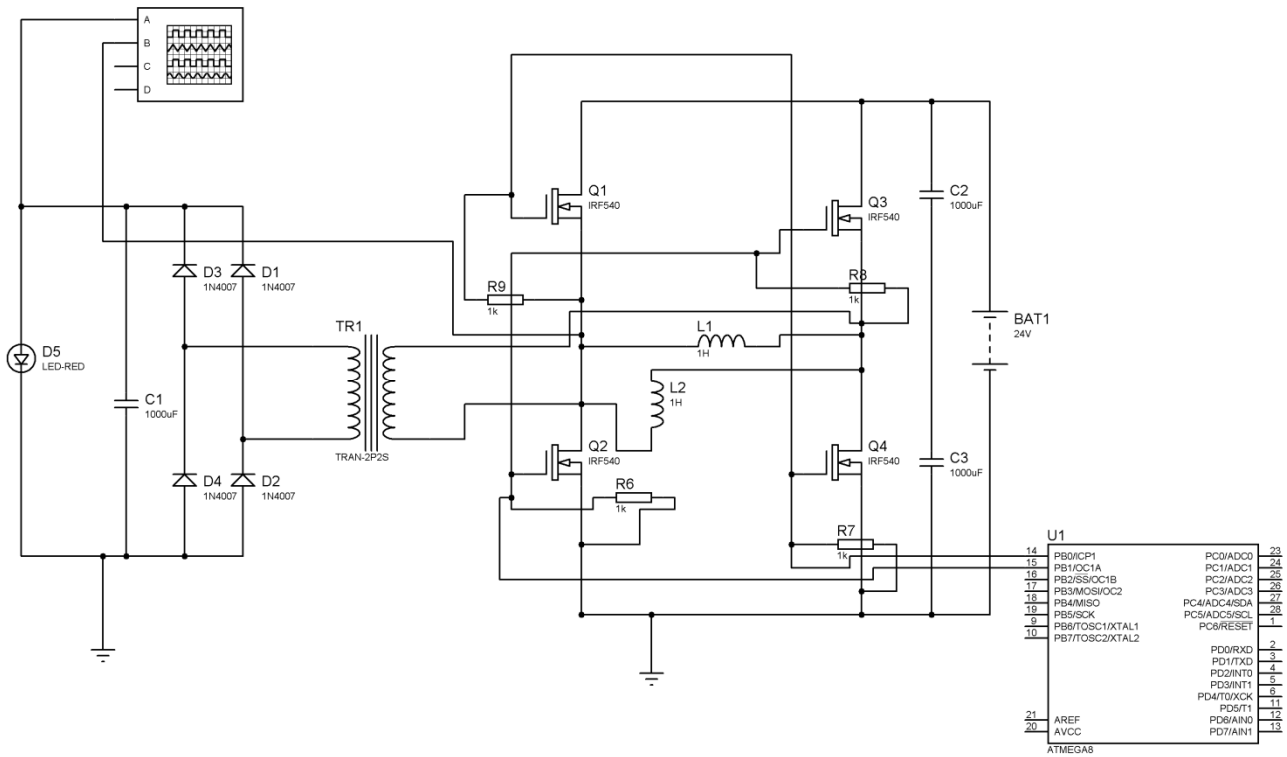 A
B
C
D
Q1
IRF540
Q3
IRF540
C2
1000uF
D3
1N4007
D1
1N4007
R9
1k
R8
1k
TR1
TRAN-2P2S
L1
1H
BAT1
24V
D5
LED-RED
C1
1000uF
L2
1H
Q2
IRF540
Q4
IRF540
C3
1000uF
D4
1N4007
D2
1N4007
R6
1k
R7
1k
U1
14 PB0/ICP1
15 PB1/OC1A
16 PB2/SS/OC1B
17 PB3/MOSI/OC2
18 PB4/MISO
19 PB5/SCK
9 PB6/TOSC1/XTAL1
10 PB7/TOSC2/XTAL2
21 AREF
20 AVCC
PC0/ADC0 23
PC1/ADC1 24
PC2/ADC2 25
PC3/ADC3 26
PC4/ADC4/SDA 27
PC5/ADC5/SCL 28
PC6/RESET 1
PD0/RXD 2
PD1/TXD 3
PD2/INT0 4
PD3/INT1 5
PD4/T0/XCK 6
PD5/T1 11
PD6/AIN0 12
PD7/AIN1 13
ATMEGA8